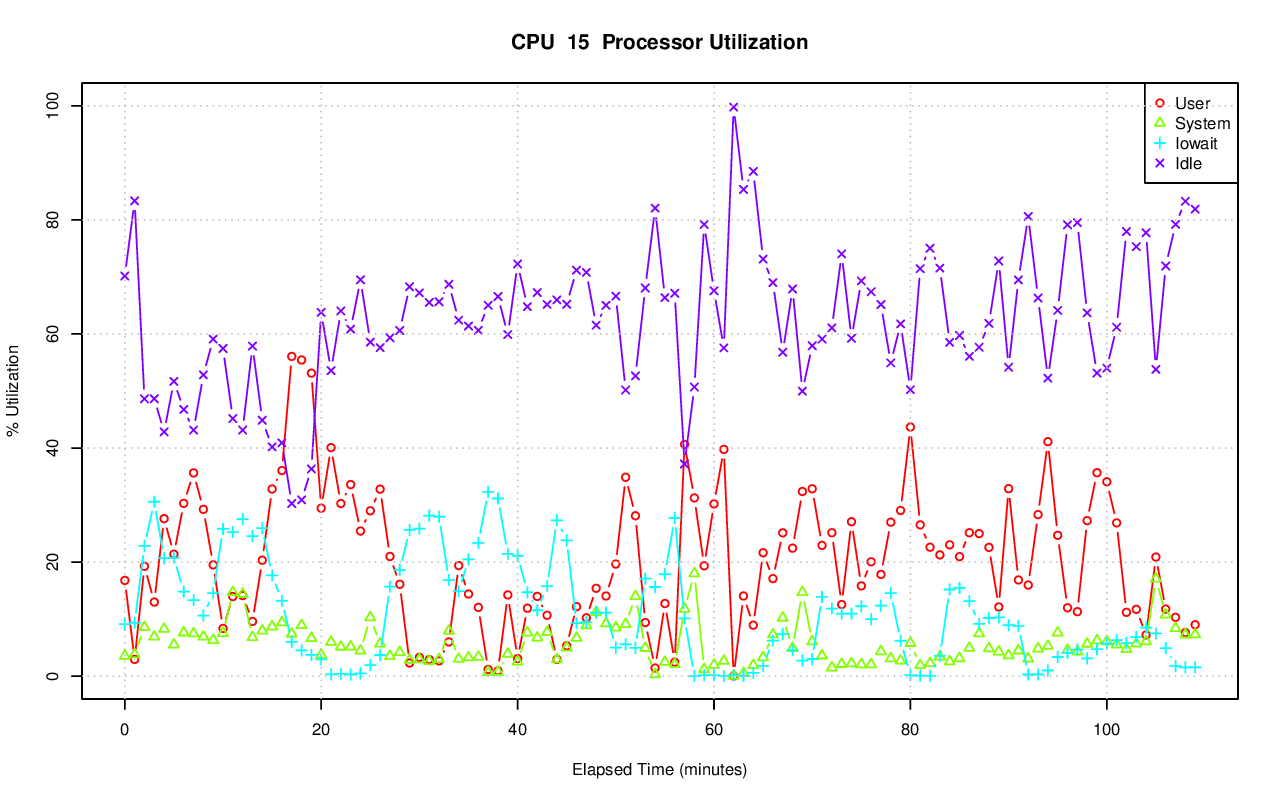 CPU 15 Processor Utilization
User
System
Iowait
Idle
% Utilization
100
80
60
40
20
0
0 20 40 60 80 100
Elapsed Time (minutes)